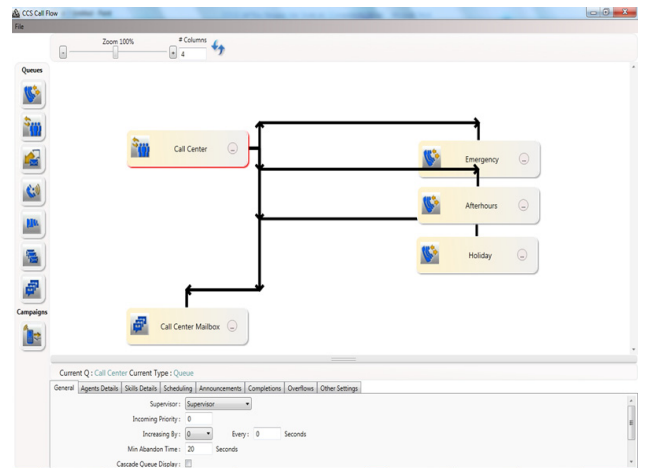 CCS Call Flow
File
Zoom 100%
# Columns
-
+
4
Queues
Call Center
Emergency
Afterhours
Holiday
Call Center Mailbox
Campaigns
Current Q : Call Center Current Type : Queue
General Agents Details Skills Details Scheduling Announcements Completions Overflows Other Settings
Supervisor : Supervisor
Incoming Priority : 0
Increasing By : 0 Every : 0 Seconds
Min Abandon Time : 20 Seconds
Cascade Queue Display :